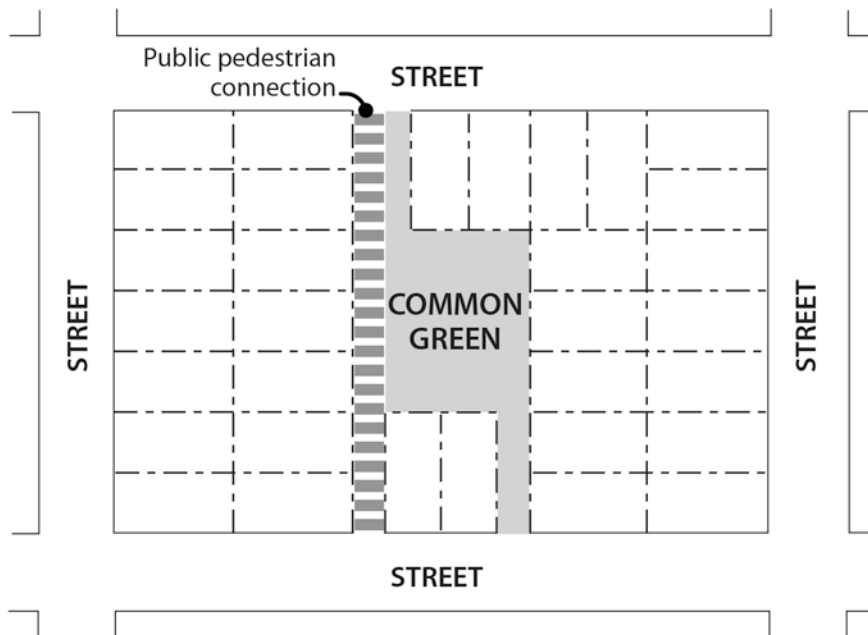 Public pedestrian
connection
STREET
STREET
COMMON
GREEN
STREET
STREET